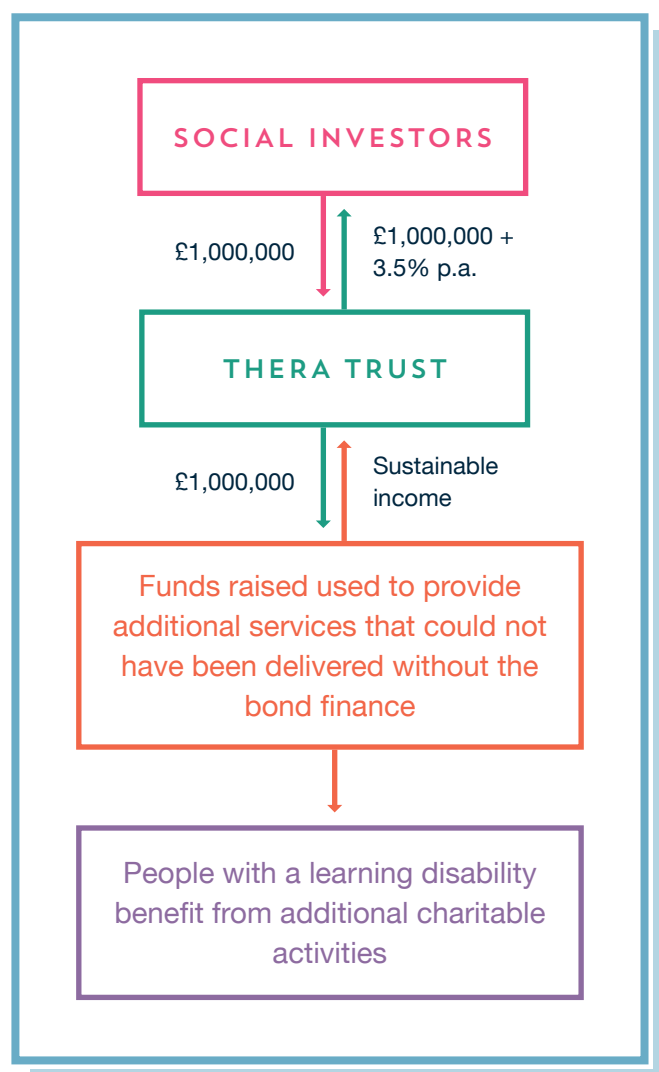 SOCIAL INVESTORS
£1,000,000
£1,000,000 +
3.5% p.a.
THERA TRUST
£1,000,000
Sustainable
income
Funds raised used to provide
additional services that could not
have been delivered without the
bond finance
People with a learning disability
benefit from additional charitable
activities